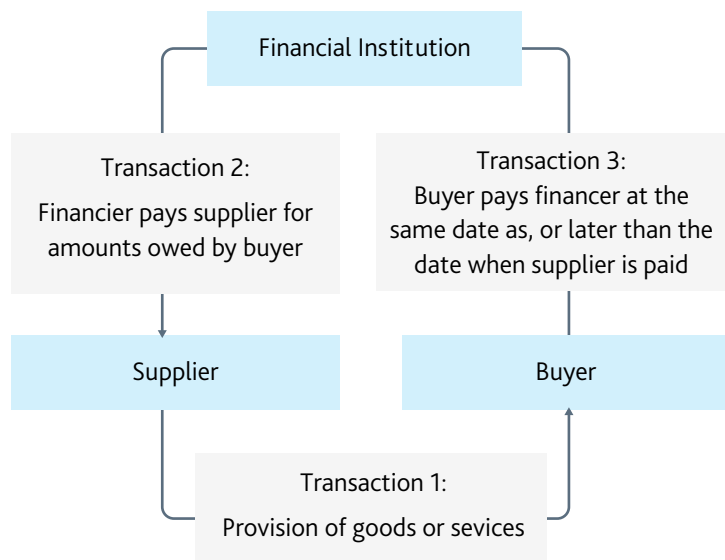 Financial Institution
Transaction 2:
Financier pays supplier for
amounts owed by buyer
Transaction 3:
Buyer pays financer at the
same date as, or later than the
date when supplier is paid
Supplier
Buyer
Transaction 1:
Provision of goods or sevices